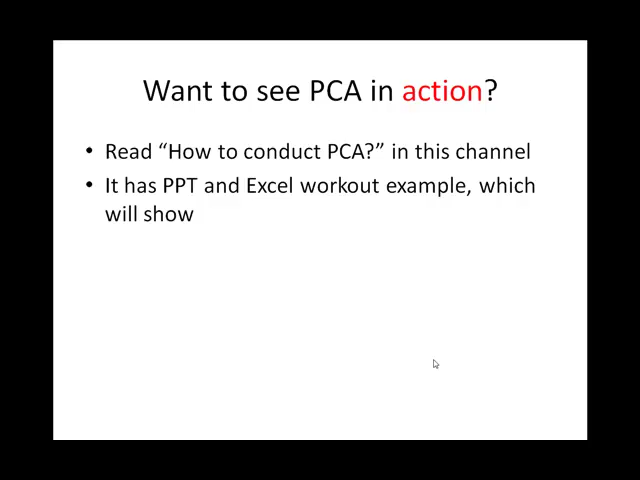 Want to see PCA in action?
• Read “How to conduct PCA?” in this channel
• It has PPT and Excel workout example, which
will show